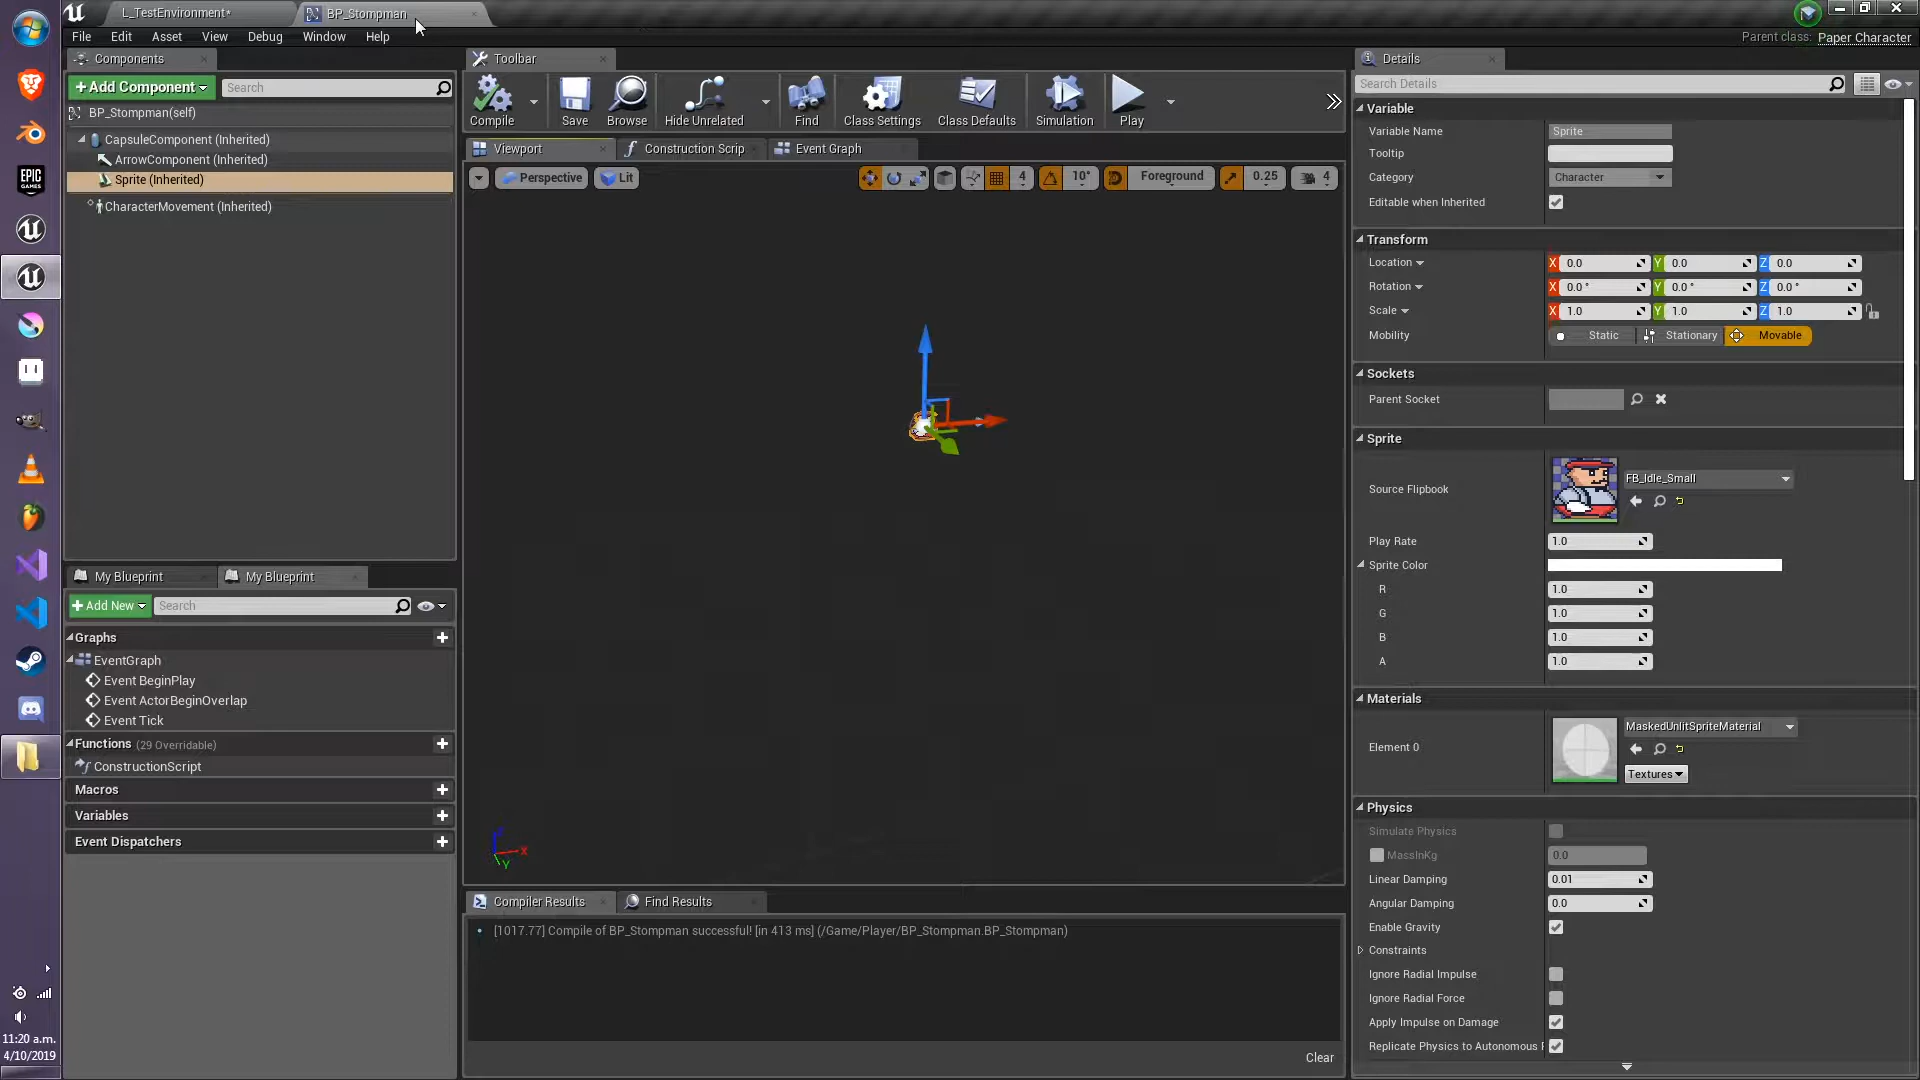 L_TestEnvironment*
BP_Stompman
File Edit Asset View Debug Window Help
Parent class: Paper Character
Components
+Add Component
Search
BP_Stompman(self)
CapsuleComponent (Inherited)
ArrowComponent (Inherited)
Sprite (Inherited)
CharacterMovement (Inherited)
My Blueprint
My Blueprint
+Add New
Search
Graphs
EventGraph
Event BeginPlay
Event ActorBeginOverlap
Event Tick
Functions (29 Overridable)
ConstructionScript
Macros
Variables
Event Dispatchers
Toolbar
Compile
Save
Browse
Hide Unrelated
Find
Class Settings
Class Defaults
Simulation
Play
Viewport
Construction Scrip
Event Graph
Perspective
Lit
4
10°
Foreground
0.25
4
X
Y
Compiler Results
Find Results
[1017.77] Compile of BP_Stompman successful! [in 413 ms] (/Game/Player/BP_Stompman.BP_Stompman)
Clear
Details
Search Details
Variable
Variable Name Sprite
Tooltip
Category Character
Editable when Inherited
Transform
Location X 0.0 Y 0.0 Z 0.0
Rotation X 0.0 ° Y 0.0 ° Z 0.0 °
Scale X 1.0 Y 1.0 Z 1.0
Mobility Static Stationary Movable
Sockets
Parent Socket
Sprite
Source Flipbook FB_Idle_Small
Play Rate 1.0
Sprite Color
R 1.0
G 1.0
B 1.0
A 1.0
Materials
Element 0 MaskedUnlitSpriteMaterial
Textures
Physics
Simulate Physics
MassInKg 0.0
Linear Damping 0.01
Angular Damping 0.0
Enable Gravity
Constraints
Ignore Radial Impulse
Ignore Radial Force
Apply Impulse on Damage
Replicate Physics to Autonomous
EPIC
GAMES
11:20 a.m.
4/10/2019